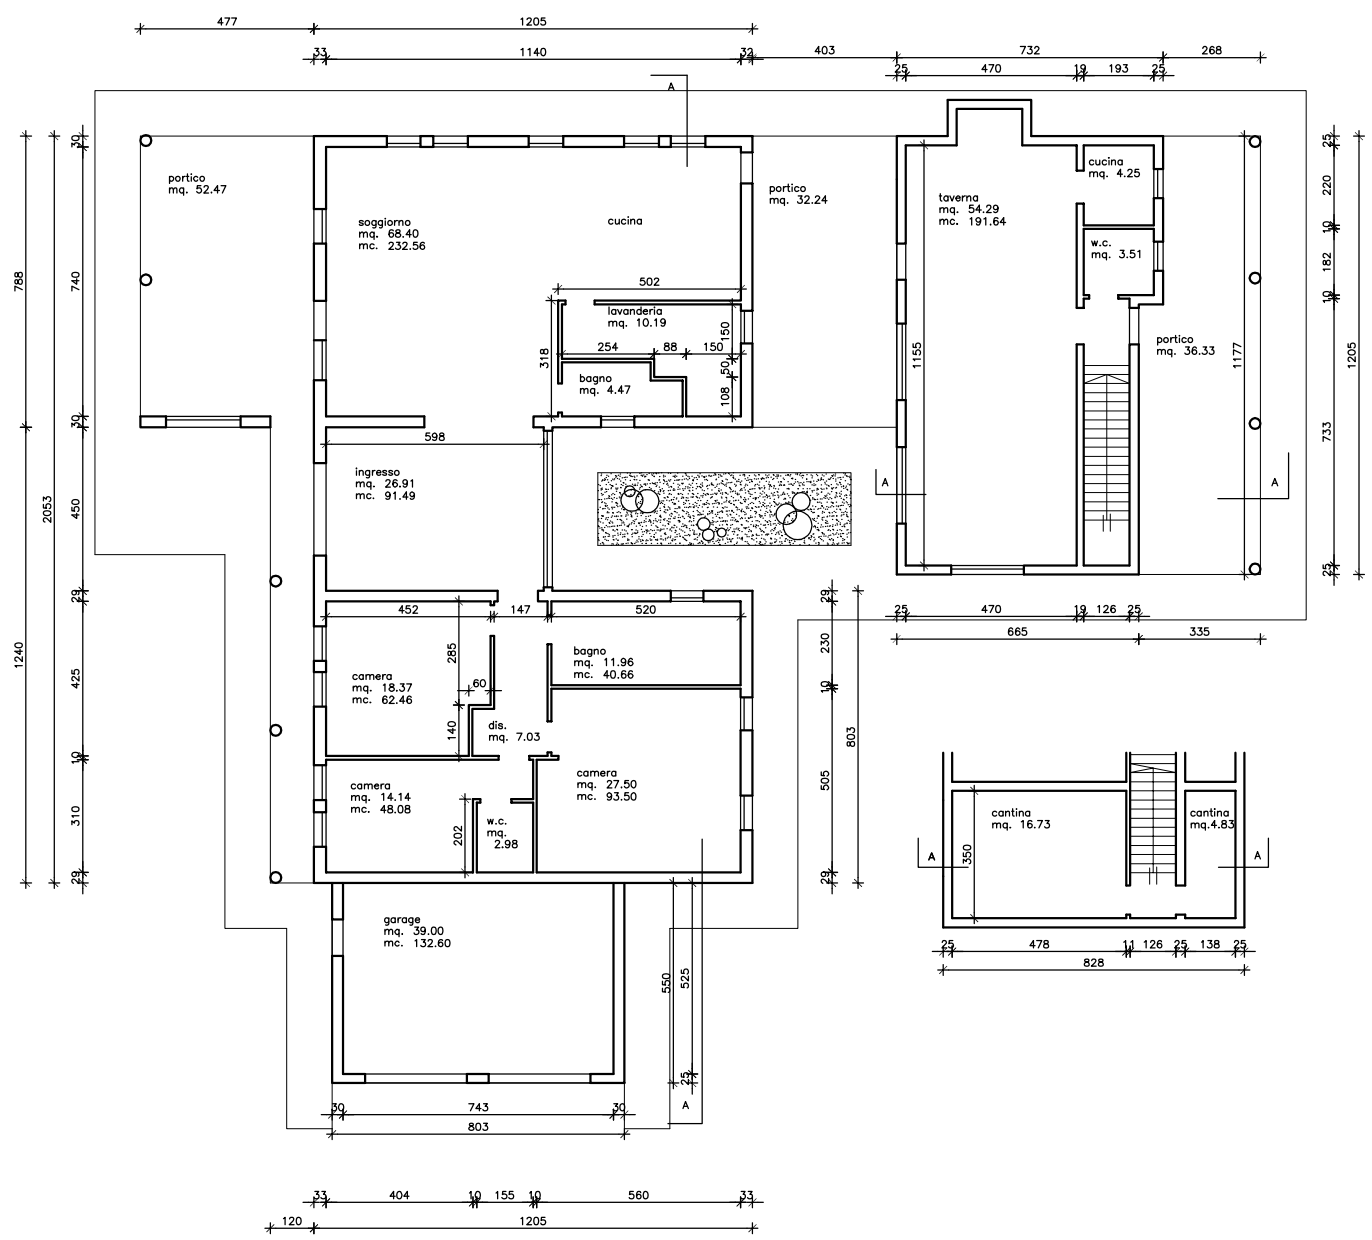 477
1205
33
1140
32
403
732
268
25
470
19
193
25
A
portico
mq. 52.47
soggiorno
mq. 68.40
mc. 232.56
cucina
portico
mq. 32.24
taverna
mq. 54.29
mc. 191.64
cucina
mq. 4.25
w.c.
mq. 3.51
portico
mq. 36.33
30
740
30
788
2053
450
29
1240
425
10
310
29
502
lavanderia
mq. 10.19
150
254
88
150
318
50
108
bagno
mq. 4.47
1155
1177
25
220
10
182
10
733
25
1205
598
ingresso
mq. 26.91
mc. 91.49
A
A
452
147
520
285
60
140
camera
mq. 18.37
mc. 62.46
bagno
mq. 11.96
mc. 40.66
dis.
mq. 7.03
29
230
10
505
29
803
25
470
19
126
25
665
335
camera
mq. 14.14
mc. 48.08
202
w.c.
mq.
2.98
camera
mq. 27.50
mc. 93.50
cantina
mq. 16.73
cantina
mq.4.83
350
A
A
25
478
11
126
25
138
25
828
garage
mq. 39.00
mc. 132.60
550
525
25
A
30
743
30
803
33
404
10
155
10
560
33
120
1205